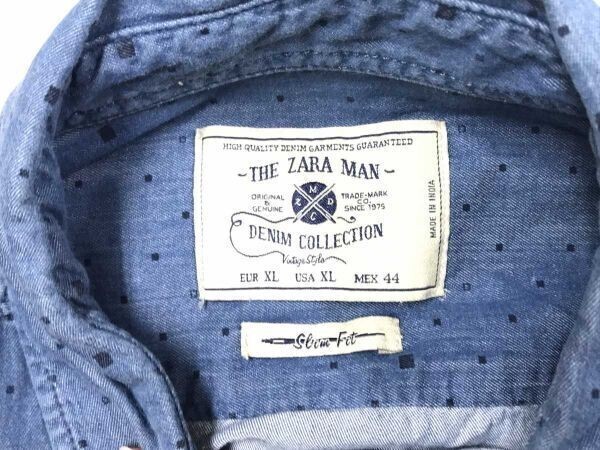 HIGH QUALITY DENIM GARMENTS GUARANTEED
- THE ZARA MAN -
ORIGINAL & GENUINE
M
Z D
C
TRADE-MARK CO. SINCE 1975
DENIM COLLECTION
Vintage Style
EUR XL USA XL MEX 44
MADE IN INDIA
Slim Fit